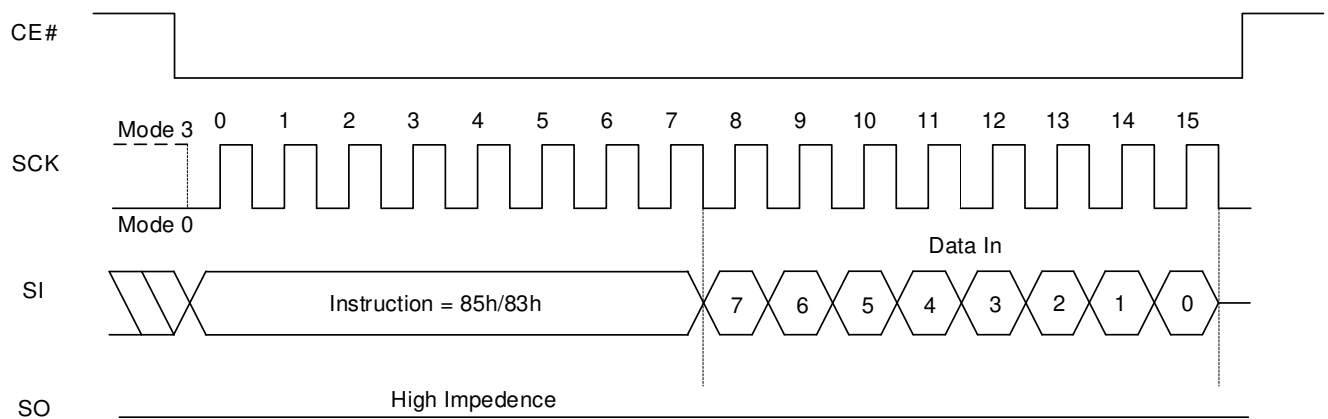 CE#
Mode 3 0 1 2 3 4 5 6 7 8 9 10 11 12 13 14 15
SCK
Mode 0
Data In
SI Instruction = 85h/83h 7 6 5 4 3 2 1 0
High Impedence
SO